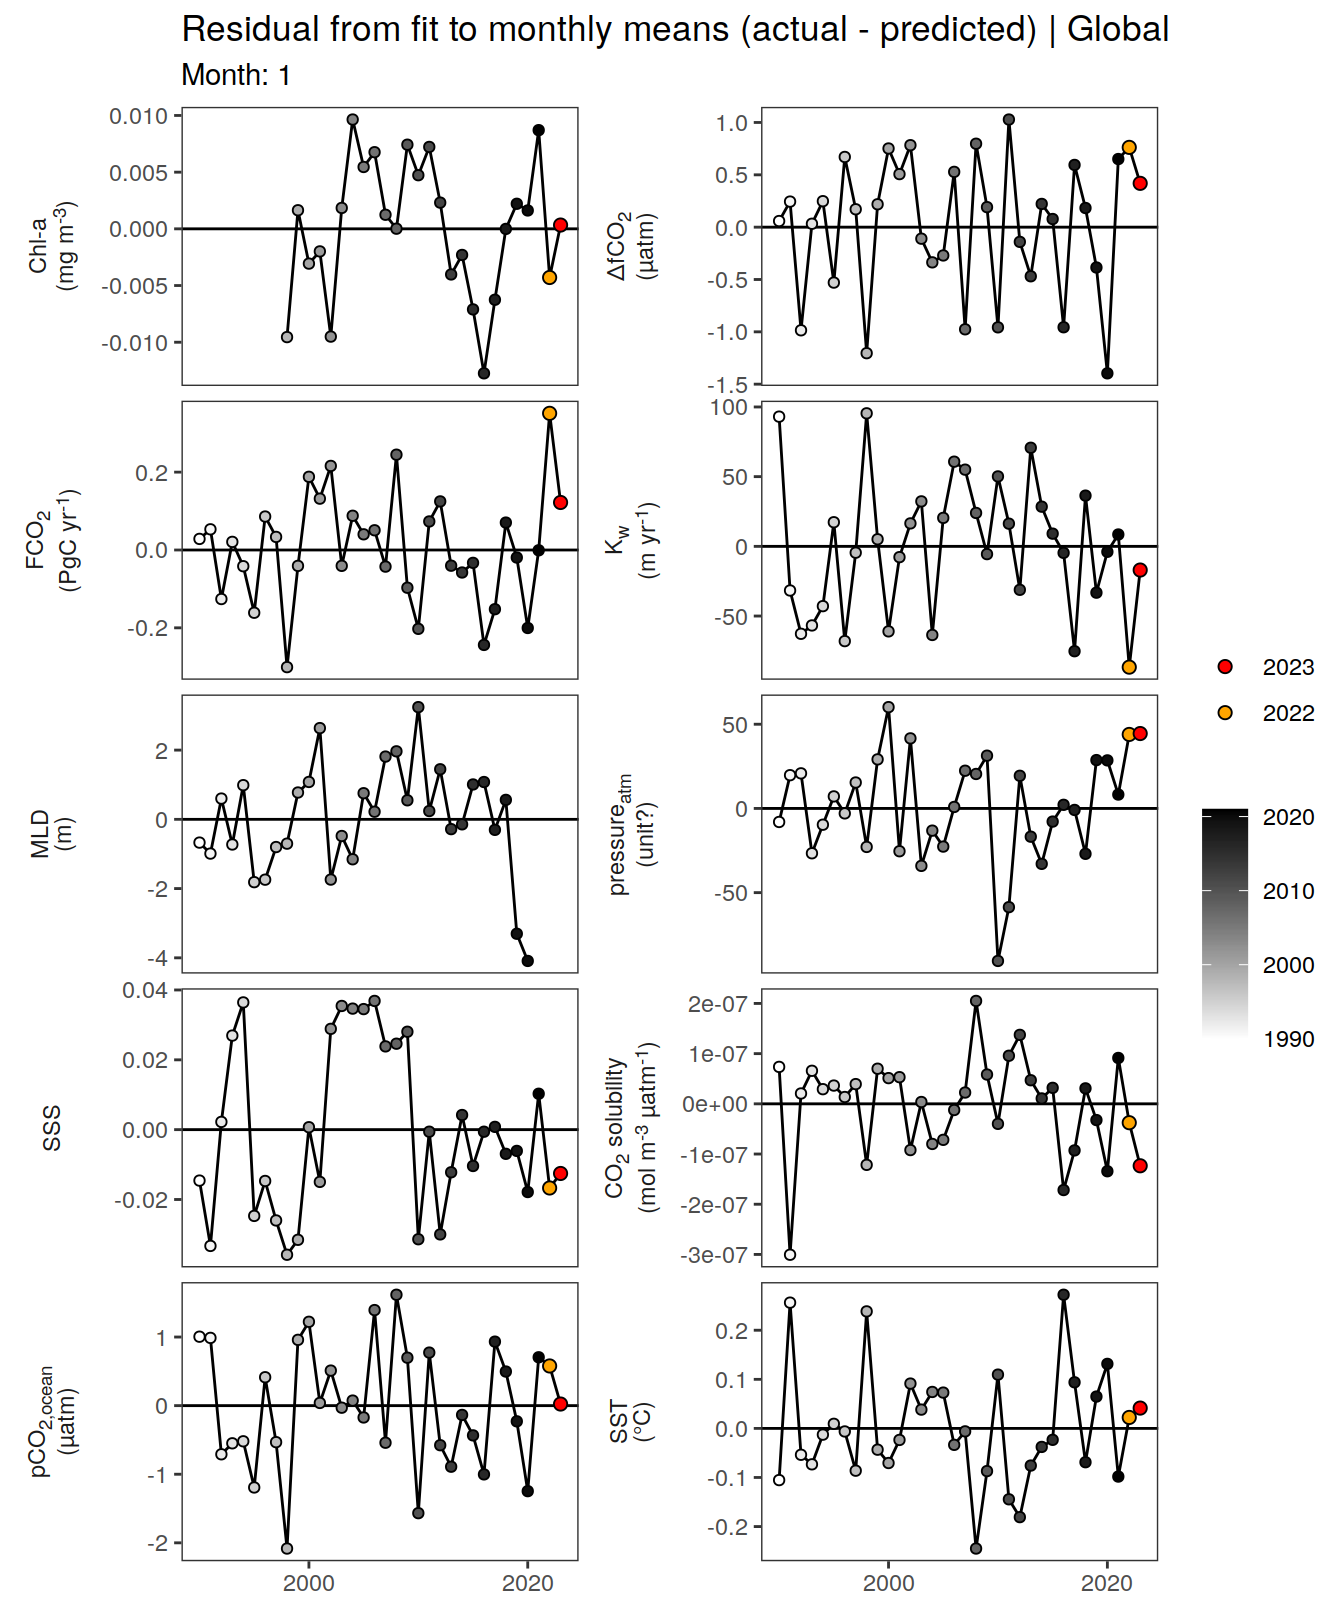 Residual from fit to monthly means (actual - predicted) | Global
Month: 1
Chl-a
(mg m-3)
0.010
0.005
0.000
-0.005
-0.010
ΔfCO2
(µatm)
1.0
0.5
0.0
-0.5
-1.0
-1.5
FCO2
(PgC yr-1)
0.2
0.0
-0.2
Kw
(m yr-1)
100
50
0
-50
MLD
(m)
2
0
-2
-4
pressureatm
(unit?)
50
0
-50
SSS
0.04
0.02
0.00
-0.02
CO2 solubility
(mol m-3 µatm-1)
2e-07
1e-07
0e+00
-1e-07
-2e-07
-3e-07
pCO2,ocean
(µatm)
1
0
-1
-2
SST
(°C)
0.2
0.1
0.0
-0.1
-0.2
2000
2020
2000
2020
2023
2022
2020
2010
2000
1990